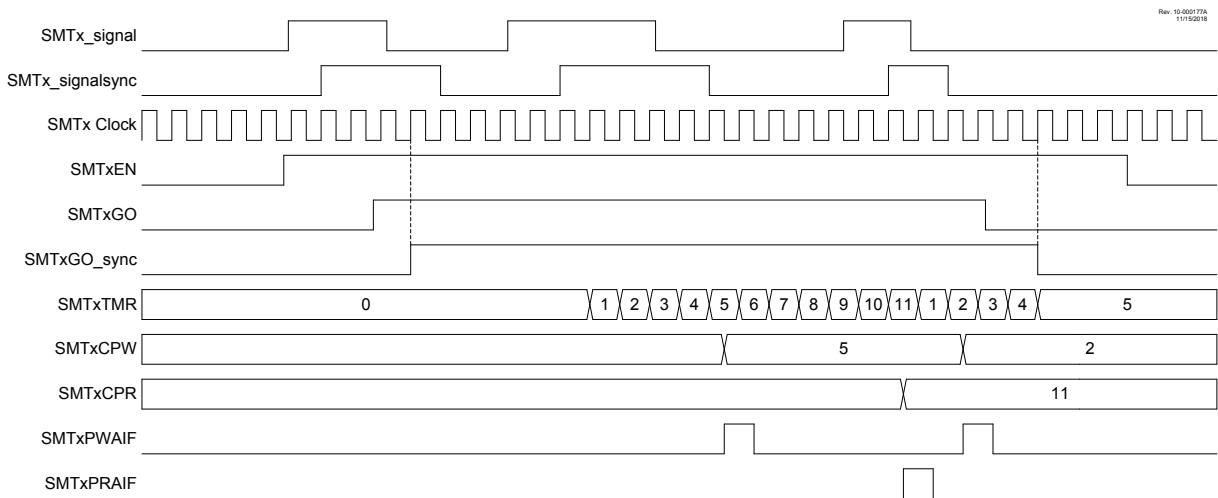 Rev. 10-000177A
11/15/2018
SMTx_signal
SMTx_signalsync
SMTx Clock
SMTxEN
SMTxGO
SMTxGO_sync
SMTxTMR 0 1 2 3 4 5 6 7 8 9 10 11 1 2 3 4 5
SMTxCPW 5 2
SMTxCPR 11
SMTxPWAIF
SMTxPRAIF